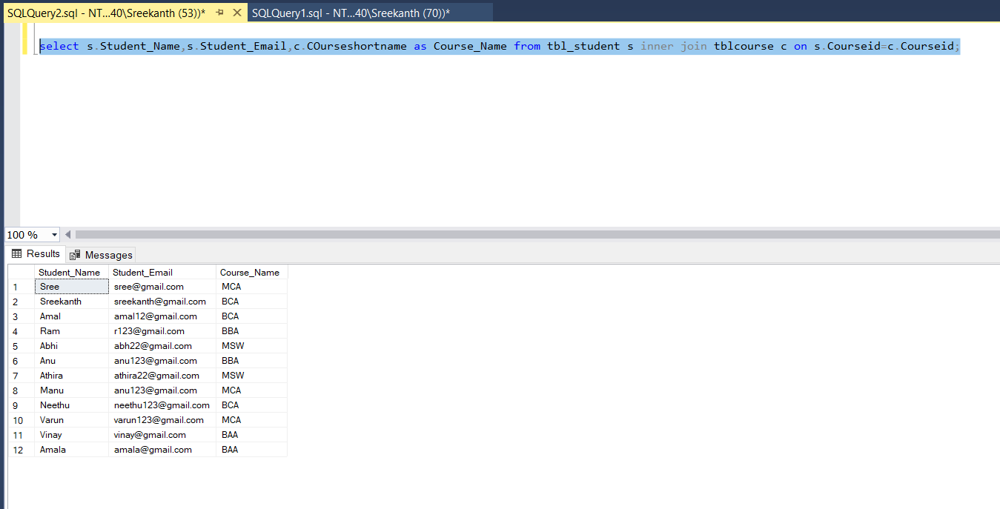 SQLQuery2.sql - NT...40\Sreekanth (53))* SQLQuery1.sql - NT...40\Sreekanth (70))*
select s.Student_Name,s.Student_Email,c.COurseshortname as Course_Name from tbl_student s inner join tblcourse c on s.Courseid=c.Courseid;
100 %
Results Messages
Student_Name Student_Email Course_Name
1 Sree sree@gmail.com MCA
2 Sreekanth sreekanth@gmail.com BCA
3 Amal amal12@gmail.com BCA
4 Ram r123@gmail.com BBA
5 Abhi abh22@gmail.com MSW
6 Anu anu123@gmail.com BBA
7 Athira athira22@gmail.com MSW
8 Manu anu123@gmail.com MCA
9 Neethu neethu123@gmail.com BCA
10 Varun varun123@gmail.com MCA
11 Vinay vinay@gmail.com BAA
12 Amala amala@gmail.com BAA